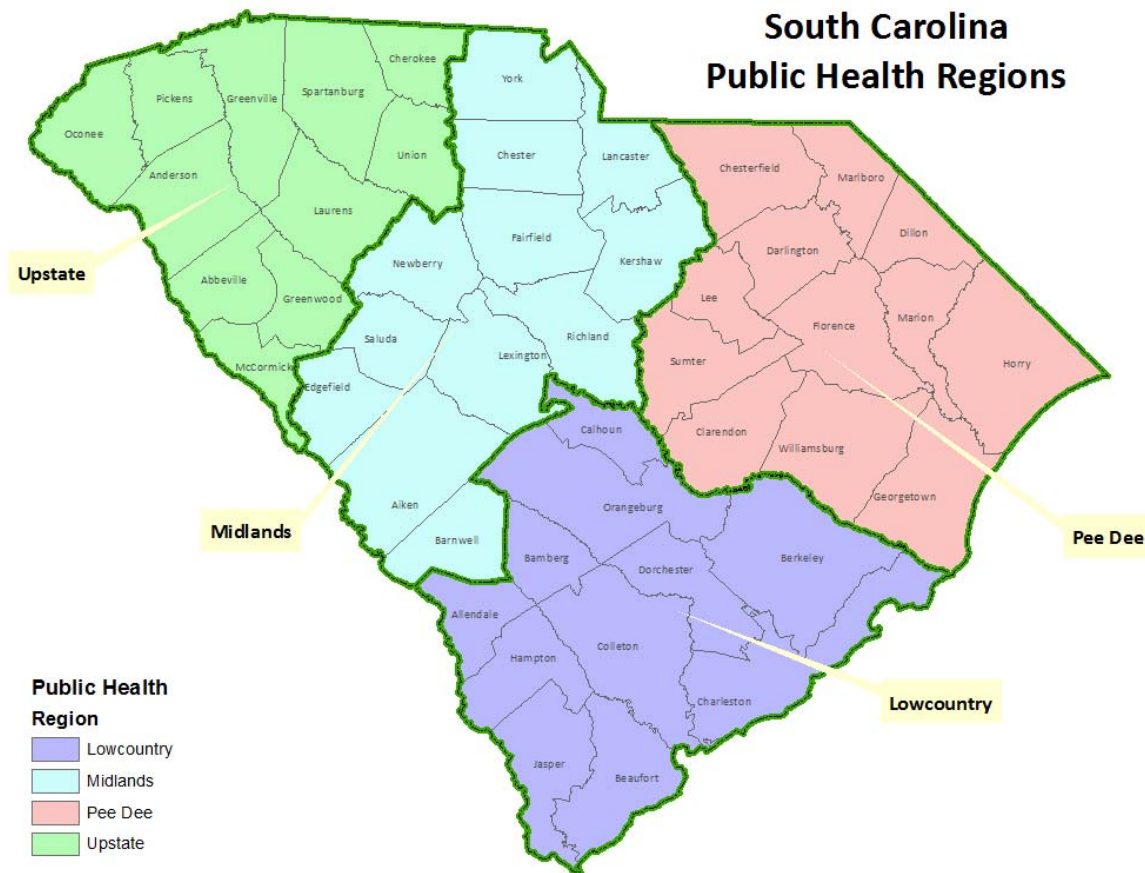 South Carolina
Public Health Regions
Cherokee
York
Spartanburg
Greenville
Pickens
Oconee
Union
Chester
Lancaster
Chesterfield
Marlboro
Anderson
Laurens
Dillon
Fairfield
Darlington
Upstate
Newberry
Kershaw
Abbeville
Greenwood
Lee
Florence
Marion
Saluda
Richland
Lexington
Sumter
Horry
McCormick
Edgefield
Calhoun
Clarendon
Williamsburg
Georgetown
Aiken
Orangeburg
Midlands
Barnwell
Pee Dee
Bamberg
Dorchester
Berkeley
Allendale
Colleton
Hampton
Charleston
Lowcountry
Jasper
Beaufort
Public Health
Region
Lowcountry
Midlands
Pee Dee
Upstate